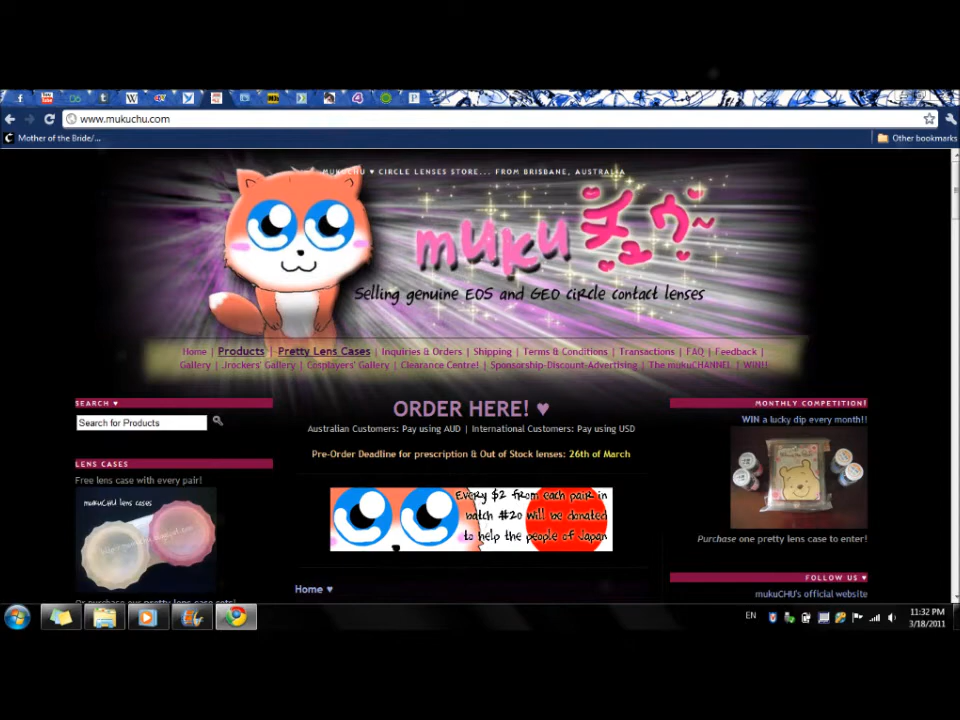 www.mukuchu.com
Mother of the Bride/...
Other bookmarks
MUKUCHU ♥ CIRCLE LENSES STORE... FROM BRISBANE, AUSTRALIA
muku チュウ~
Selling genuine EOS and GEO circle contact lenses
Home | Products | Pretty Lens Cases | Inquiries & Orders | Shipping | Terms & Conditions | Transactions | FAQ | Feedback |
Gallery | Jrockers' Gallery | Cosplayers' Gallery | Clearance Centre! | Sponsorship-Discount-Advertising | The mukuCHANNEL | WIN!!
SEARCH ♥
Search for Products
LENS CASES
Free lens case with every pair!
mukuCHU lens cases
Or purchase our pretty lens case sets!
ORDER HERE! ♥
Australian Customers: Pay using AUD | International Customers: Pay using USD
Pre-Order Deadline for prescription & Out of Stock lenses: 26th of March
Every $2 from each pair in
batch #20 will be donated
to help the people of Japan
Home ♥
MONTHLY COMPETITION!
WIN a lucky dip every month!!
Purchase one pretty lens case to enter!
FOLLOW US ♥
mukuCHU's official website
EN
11:32 PM
3/18/2011